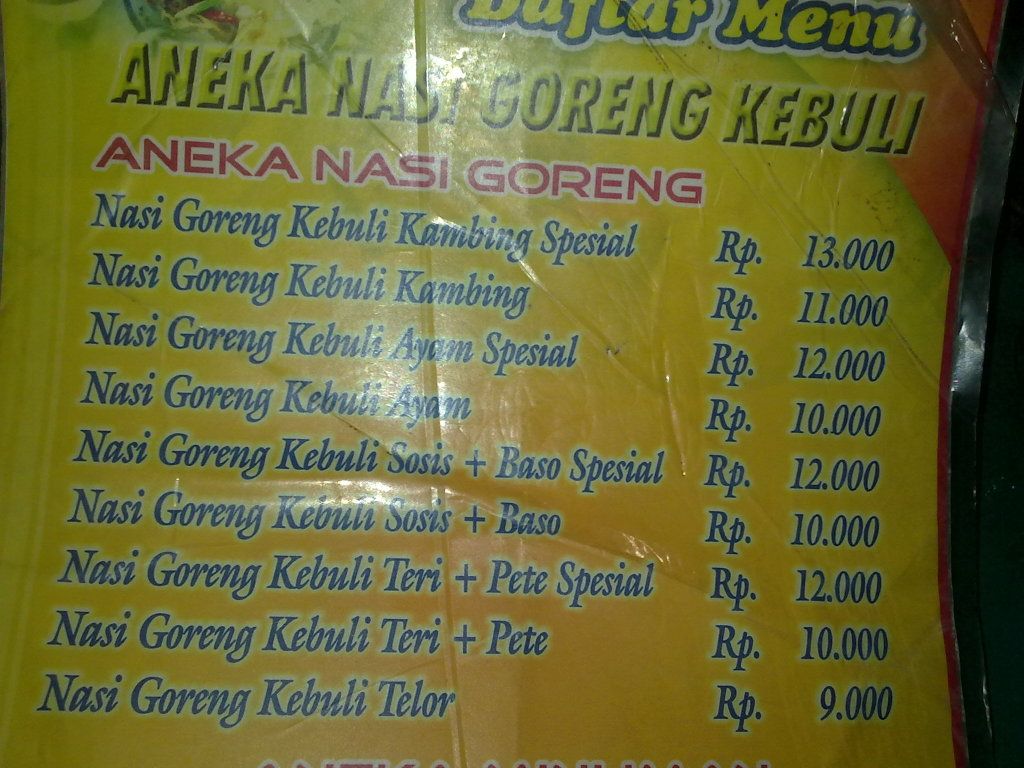 Daftar Menu
ANEKA NASI GORENG KEBULI
ANEKA NASI GORENG
Nasi Goreng Kebuli Kambing Spesial Rp. 13.000
Nasi Goreng Kebuli Kambing Rp. 11.000
Nasi Goreng Kebuli Ayam Spesial Rp. 12.000
Nasi Goreng Kebuli Ayam Rp. 10.000
Nasi Goreng Kebuli Sosis + Baso Spesial Rp. 12.000
Nasi Goreng Kebuli Sosis + Baso Rp. 10.000
Nasi Goreng Kebuli Teri + Pete Spesial Rp. 12.000
Nasi Goreng Kebuli Teri + Pete Rp. 10.000
Nasi Goreng Kebuli Telor Rp. 9.000